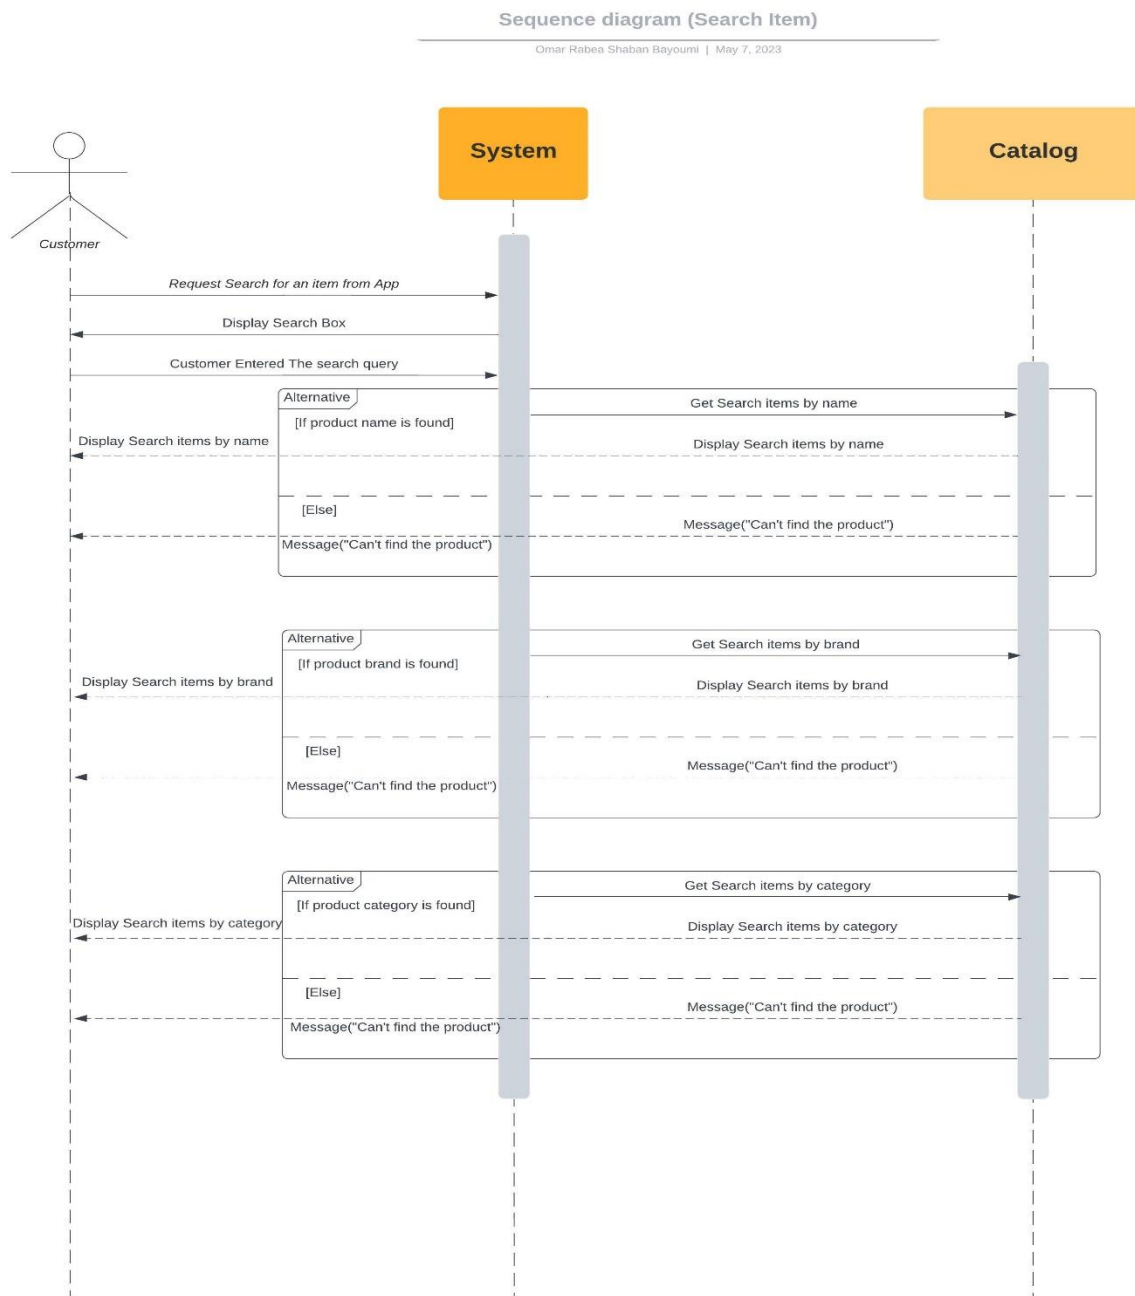 Sequence diagram (Search Item)
Omar Rabea Shaban Bayoumi | May 7, 2023
System
Catalog
Customer
Request Search for an item from App
Display Search Box
Customer Entered The search query
Alternative
Get Search items by name
[If product name is found]
Display Search items by name
Display Search items by name
[Else]
Message("Can't find the product")
Message("Can't find the product")
Alternative
Get Search items by brand
[If product brand is found]
Display Search items by brand
Display Search items by brand
[Else]
Message("Can't find the product")
Message("Can't find the product")
Alternative
Get Search items by category
[If product category is found]
Display Search items by category
Display Search items by category
[Else]
Message("Can't find the product")
Message("Can't find the product")